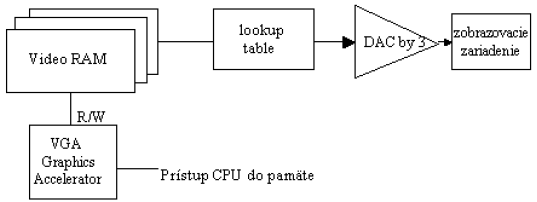 Video RAM
lookup
table
DAC by 3
zobrazovacie
zariadenie
R/W
VGA
Graphics
Accelerator
Prístup CPU do pamäte